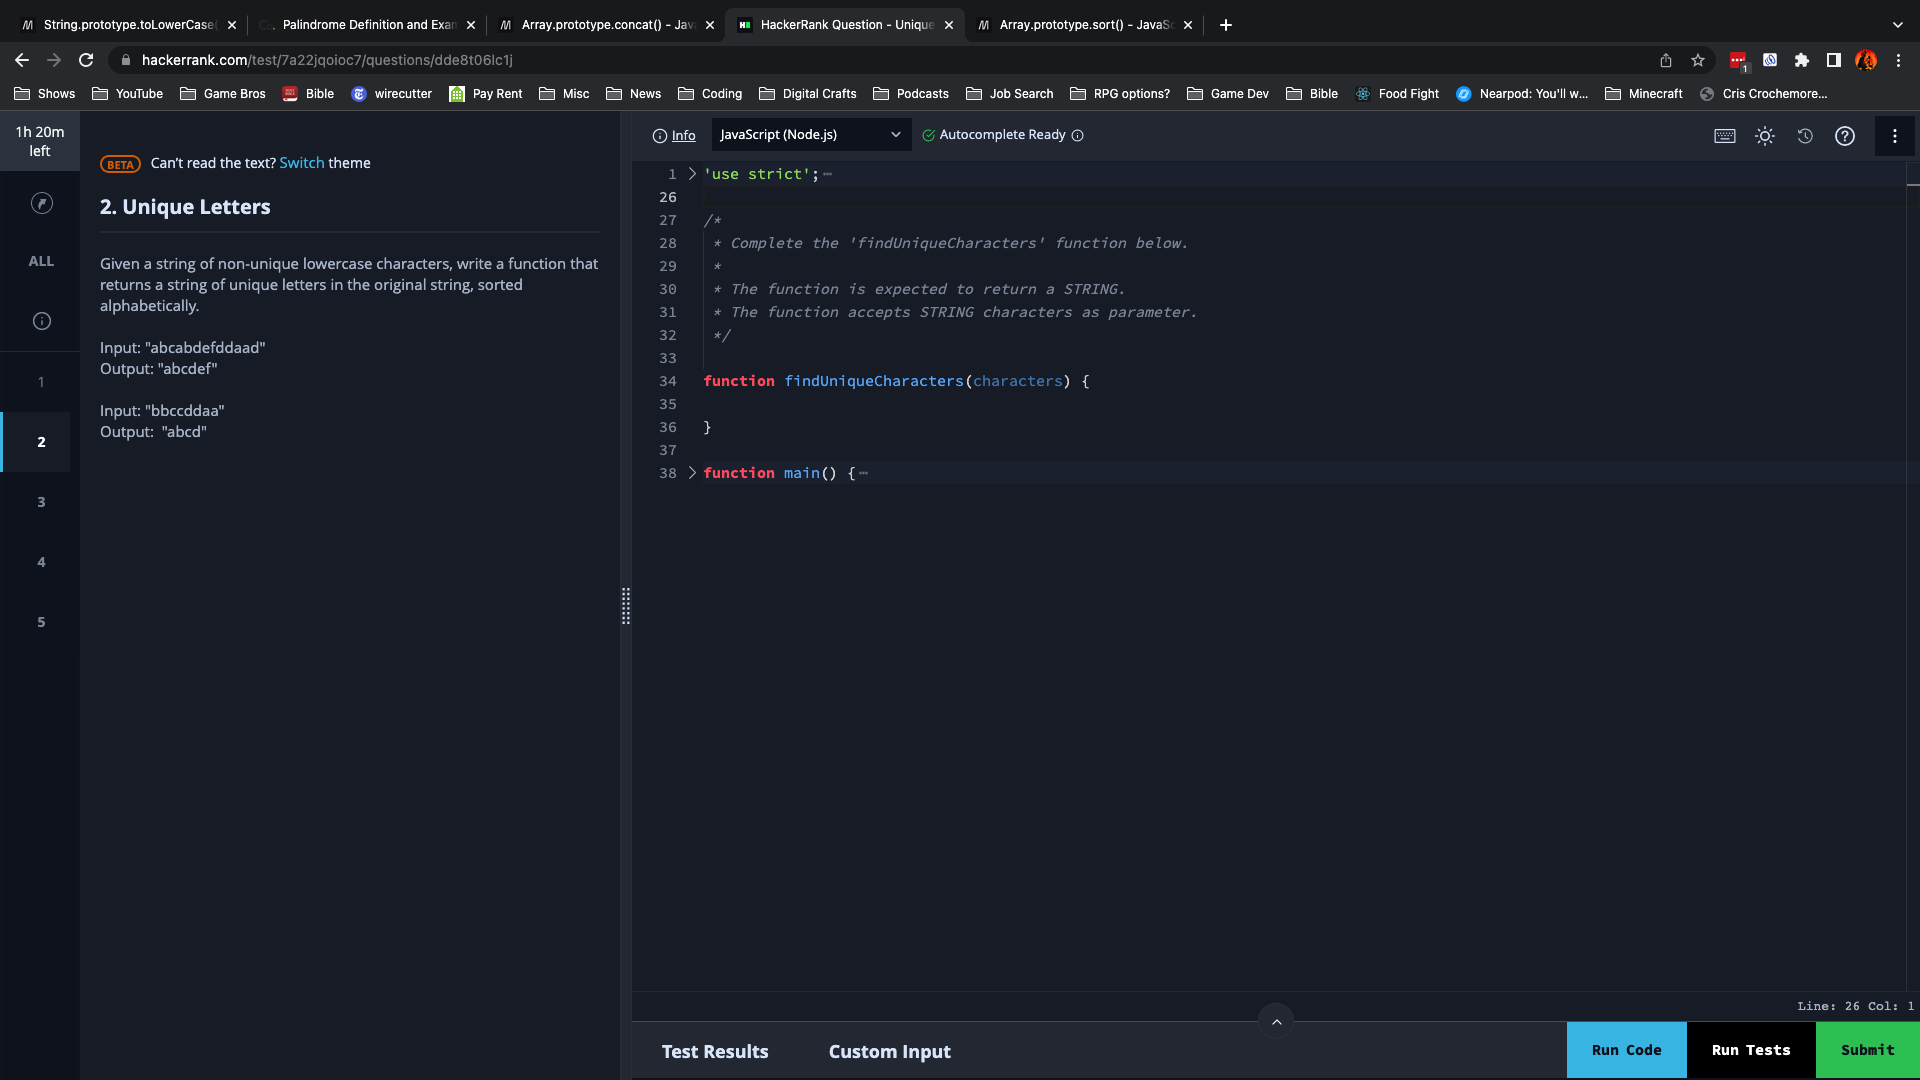 String.prototype.toLowerCase(
Palindrome Definition and Exam
Array.prototype.concat() - Jav
HackerRank Question - Unique
Array.prototype.sort() - JavaSc
hackerrank.com/test/7a22jqoioc7/questions/dde8t06lc1j
1
Shows YouTube Game Bros Bible wirecutter Pay Rent Misc News Coding Digital Crafts Podcasts Job Search RPG options? Game Dev Bible Food Fight Nearpod: You'll w... Minecraft Cris Crochemore...
1h 20m
left
ALL
1
2
3
4
5
BETA Can't read the text? Switch theme
2. Unique Letters
Given a string of non-unique lowercase characters, write a function that
returns a string of unique letters in the original string, sorted
alphabetically.
Input: "abcabdefddaad"
Output: "abcdef"
Input: "bbccddaa"
Output:  "abcd"
Info JavaScript (Node.js) Autocomplete Ready
1 'use strict';
26
27 /*
28  * Complete the 'findUniqueCharacters' function below.
29  *
30  * The function is expected to return a STRING.
31  * The function accepts STRING characters as parameter.
32  */
33
34 function findUniqueCharacters(characters) {
35
36 }
37
38 function main() {
Line: 26 Col: 1
Test Results Custom Input Run Code Run Tests Submit